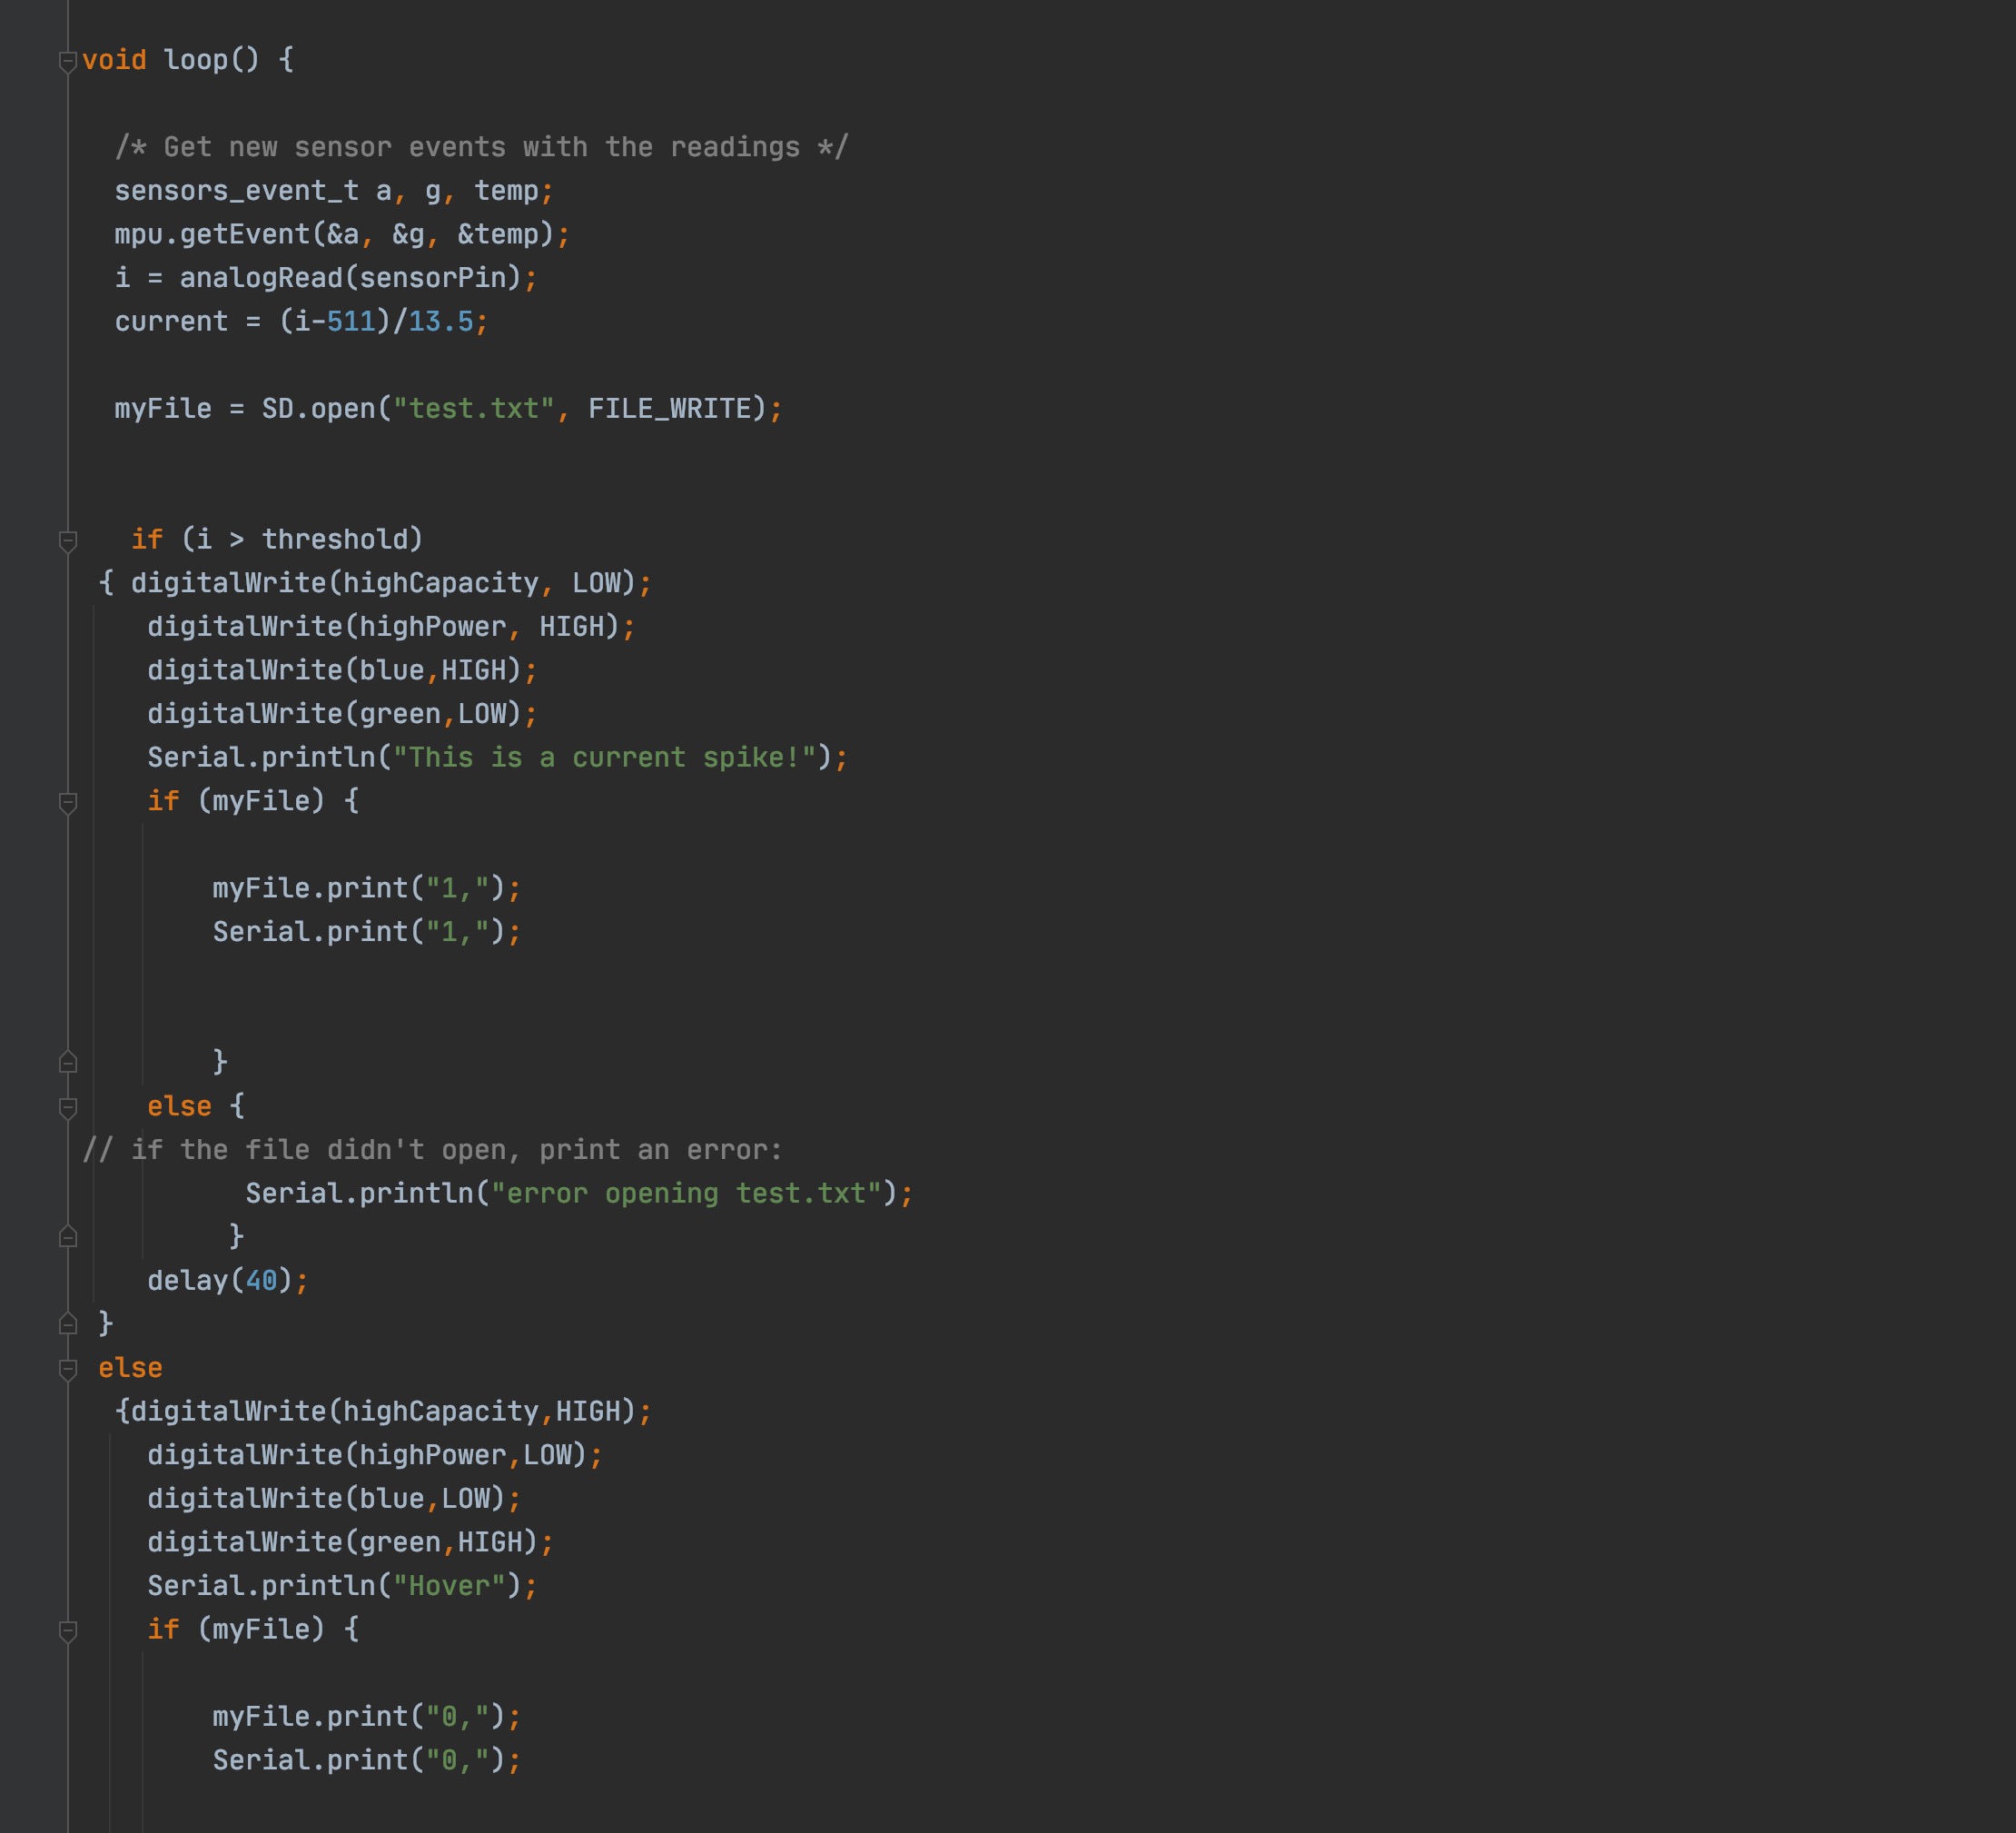 void loop() {
/* Get new sensor events with the readings */
sensors_event_t a, g, temp;
mpu.getEvent(&a, &g, &temp);
i = analogRead(sensorPin);
current = (i-511)/13.5;
myFile = SD.open("test.txt", FILE_WRITE);
if (i > threshold)
{ digitalWrite(highCapacity, LOW);
digitalWrite(highPower, HIGH);
digitalWrite(blue,HIGH);
digitalWrite(green,LOW);
Serial.println("This is a current spike!");
if (myFile) {
myFile.print("1,");
Serial.print("1,");
}
else {
// if the file didn't open, print an error:
Serial.println("error opening test.txt");
}
delay(40);
}
else
{digitalWrite(highCapacity,HIGH);
digitalWrite(highPower,LOW);
digitalWrite(blue,LOW);
digitalWrite(green,HIGH);
Serial.println("Hover");
if (myFile) {
myFile.print("0,");
Serial.print("0,");